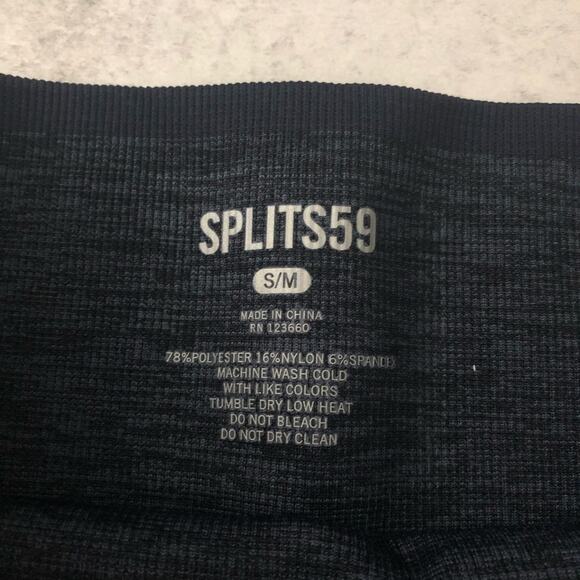 SPLITS59
S/M
MADE IN CHINA
RN 123660
78%POLYESTER 16%NYLON 6%SPANDEX
MACHINE WASH COLD
WITH LIKE COLORS
TUMBLE DRY LOW HEAT
DO NOT BLEACH
DO NOT DRY CLEAN